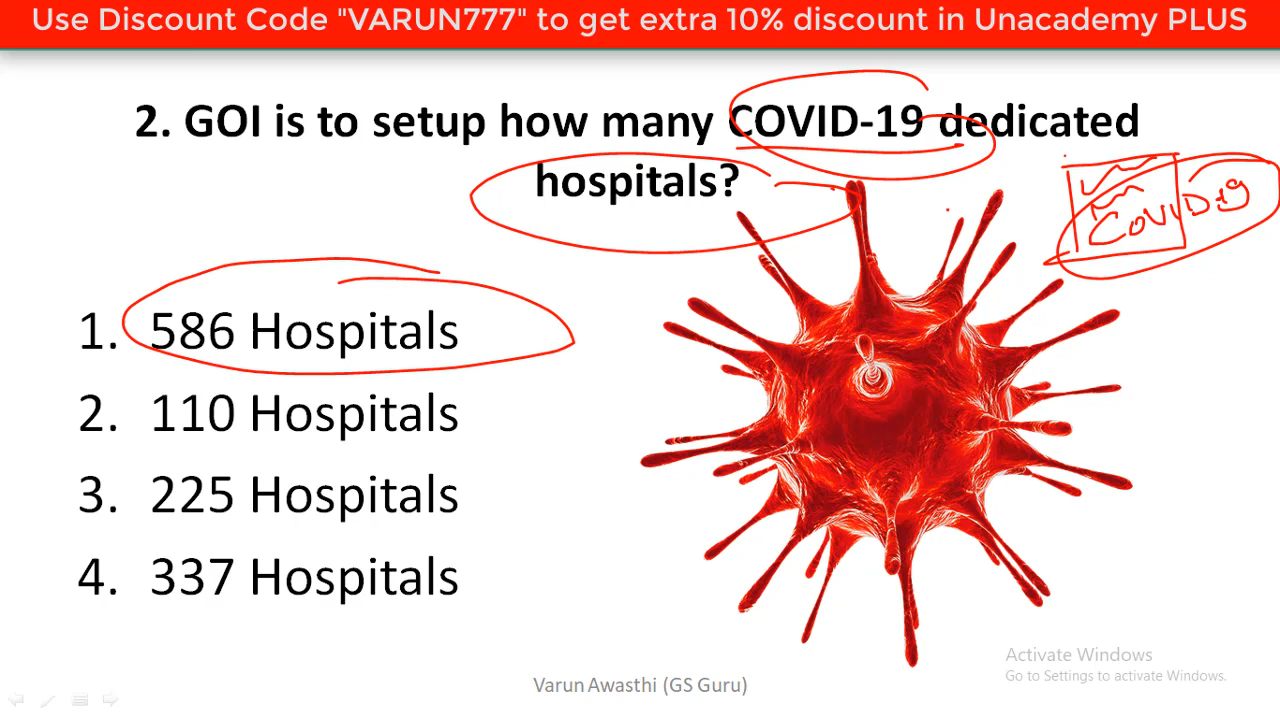 Use Discount Code "VARUN777" to get extra 10% discount in Unacademy PLUS
2. GOI is to setup how many COVID-19 dedicated
hospitals?
COVID19
1. 586 Hospitals
2. 110 Hospitals
3. 225 Hospitals
4. 337 Hospitals
Activate Windows
Go to Settings to activate Windows.
Varun Awasthi (GS Guru)